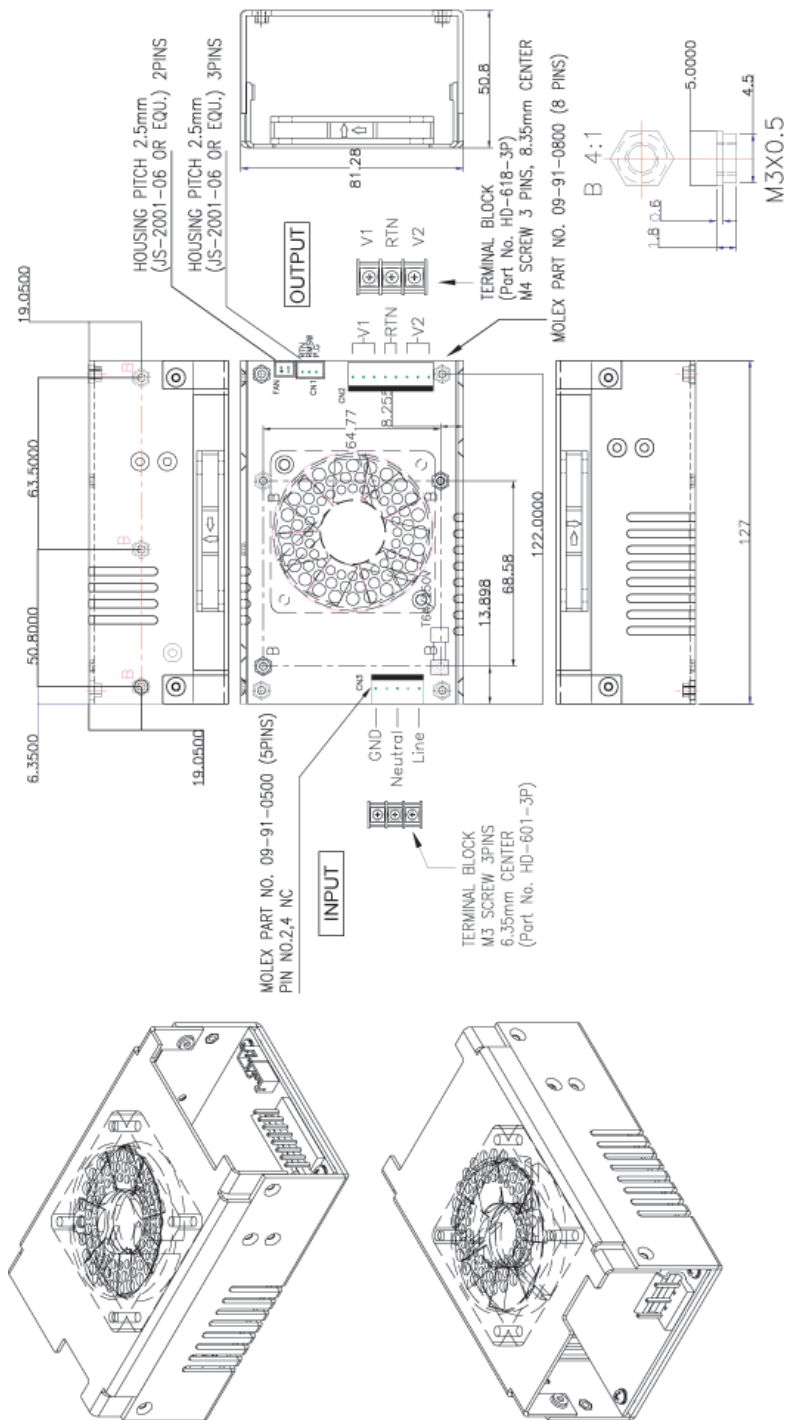 HOUSING PITCH 2.5mm
(JS-2001-06 OR EQU.) 2PINS
HOUSING PITCH 2.5mm
(JS-2001-06 OR EQU.) 3PINS
OUTPUT
81.28
50.8
V1
RTN
V2
TERMINAL BLOCK
(Part No. HD-618-3P)
M4 SCREW 3 PINS, 8.35mm CENTER
MOLEX PART NO. 09-91-0800 (8 PINS)
B 4:1
5.0000
4.5
1.8
0.6
M3X0.5
19.0500
63.5000
50.8000
6.3500
19.0500
B
B
B
FAN
CN1
RTN
P.G
CN2
V1
RTN
V2
64.77
8.255
B
B
B
B
CN3
13.898
68.58
122.0000
127
GND
Neutral
Line
MOLEX PART NO. 09-91-0500 (5PINS)
PIN NO.2,4 NC
INPUT
TERMINAL BLOCK
M3 SCREW 3PINS
6.35mm CENTER
(Part No. HD-601-3P)